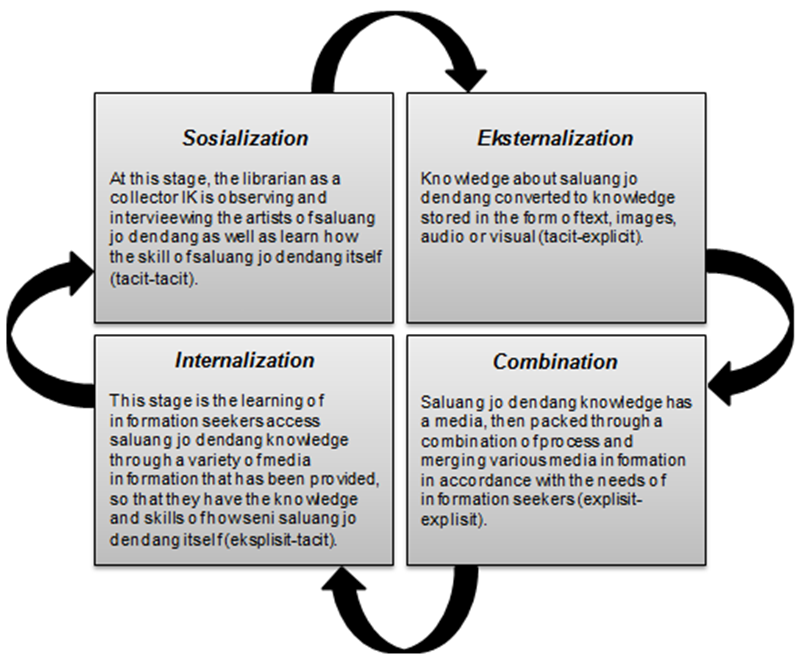 Sosialization
At this stage, the librarian as a
collector IK is observing and
intervieewing the artists of saluang
jo dendang as well as learn how
the skill of saluang jo dendang itself
(tacit-tacit).
Eksternalization
Knowledge about saluang jo
dendang converted to knowledge
stored in the form of text, images,
audio or visual (tacit-explicit).
Internalization
This stage is the learning of
information seekers access
saluang jo dendang knowledge
through a variety of media
information that has been provided,
so that they have the knowledge
and skills of how seni saluang jo
dendang itself (eksplisit-tacit).
Combination
Saluang jo dendang knowledge has
a media, then packed through a
combination of process and
merging various media information
in accordance with the needs of
information seekers (explisit-
explisit).